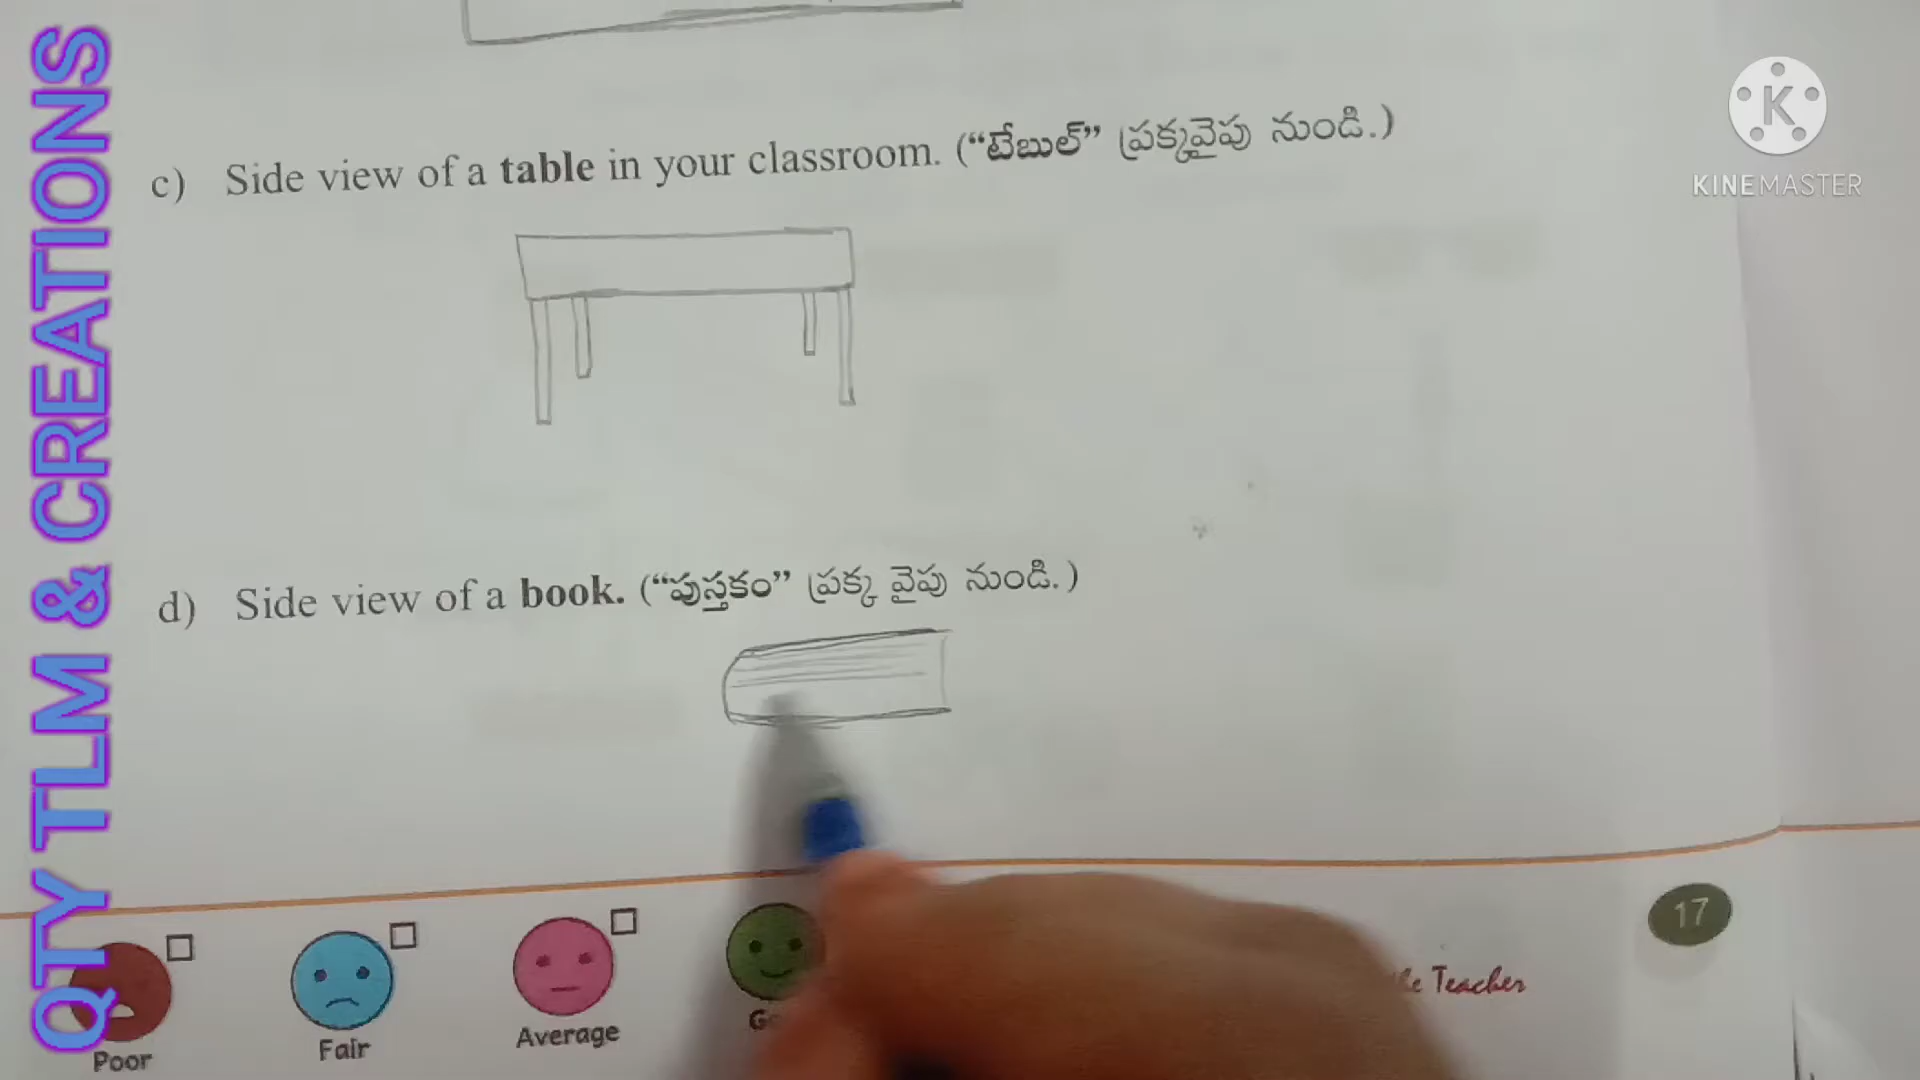 QTY TLM & CREATIONS
K
KINEMASTER
c) Side view of a table in your classroom. (“టేబుల్” ప్రక్కవైపు నుండి.)
d) Side view of a book. (“పుస్తకం” ప్రక్క వైపు నుండి.)
17
Teacher
Poor
Fair
Average